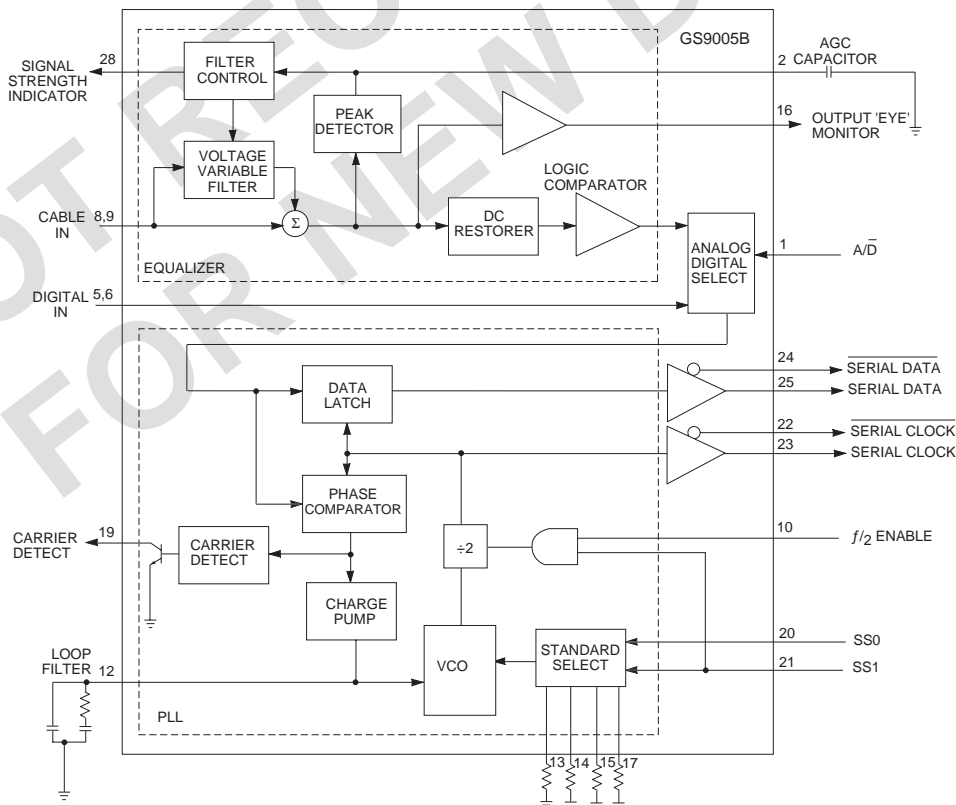 NOT REC
FOR NEW D
GS9005B
28
SIGNAL
STRENGTH
INDICATOR
FILTER
CONTROL
2
AGC
CAPACITOR
PEAK
DETECTOR
16
OUTPUT 'EYE'
MONITOR
VOLTAGE
VARIABLE
FILTER
LOGIC
COMPARATOR
CABLE
IN
8,9
Σ
DC
RESTORER
ANALOG
DIGITAL
SELECT
1
A/D̅
EQUALIZER
DIGITAL
IN
5,6
24
SERIAL DATA
25
SERIAL DATA
DATA
LATCH
22
SERIAL CLOCK
23
SERIAL CLOCK
PHASE
COMPARATOR
10
ƒ/2 ENABLE
19
CARRIER
DETECT
CARRIER
DETECT
÷2
CHARGE
PUMP
20
SS0
21
SS1
STANDARD
SELECT
VCO
LOOP
FILTER
12
PLL
13
14
15
17